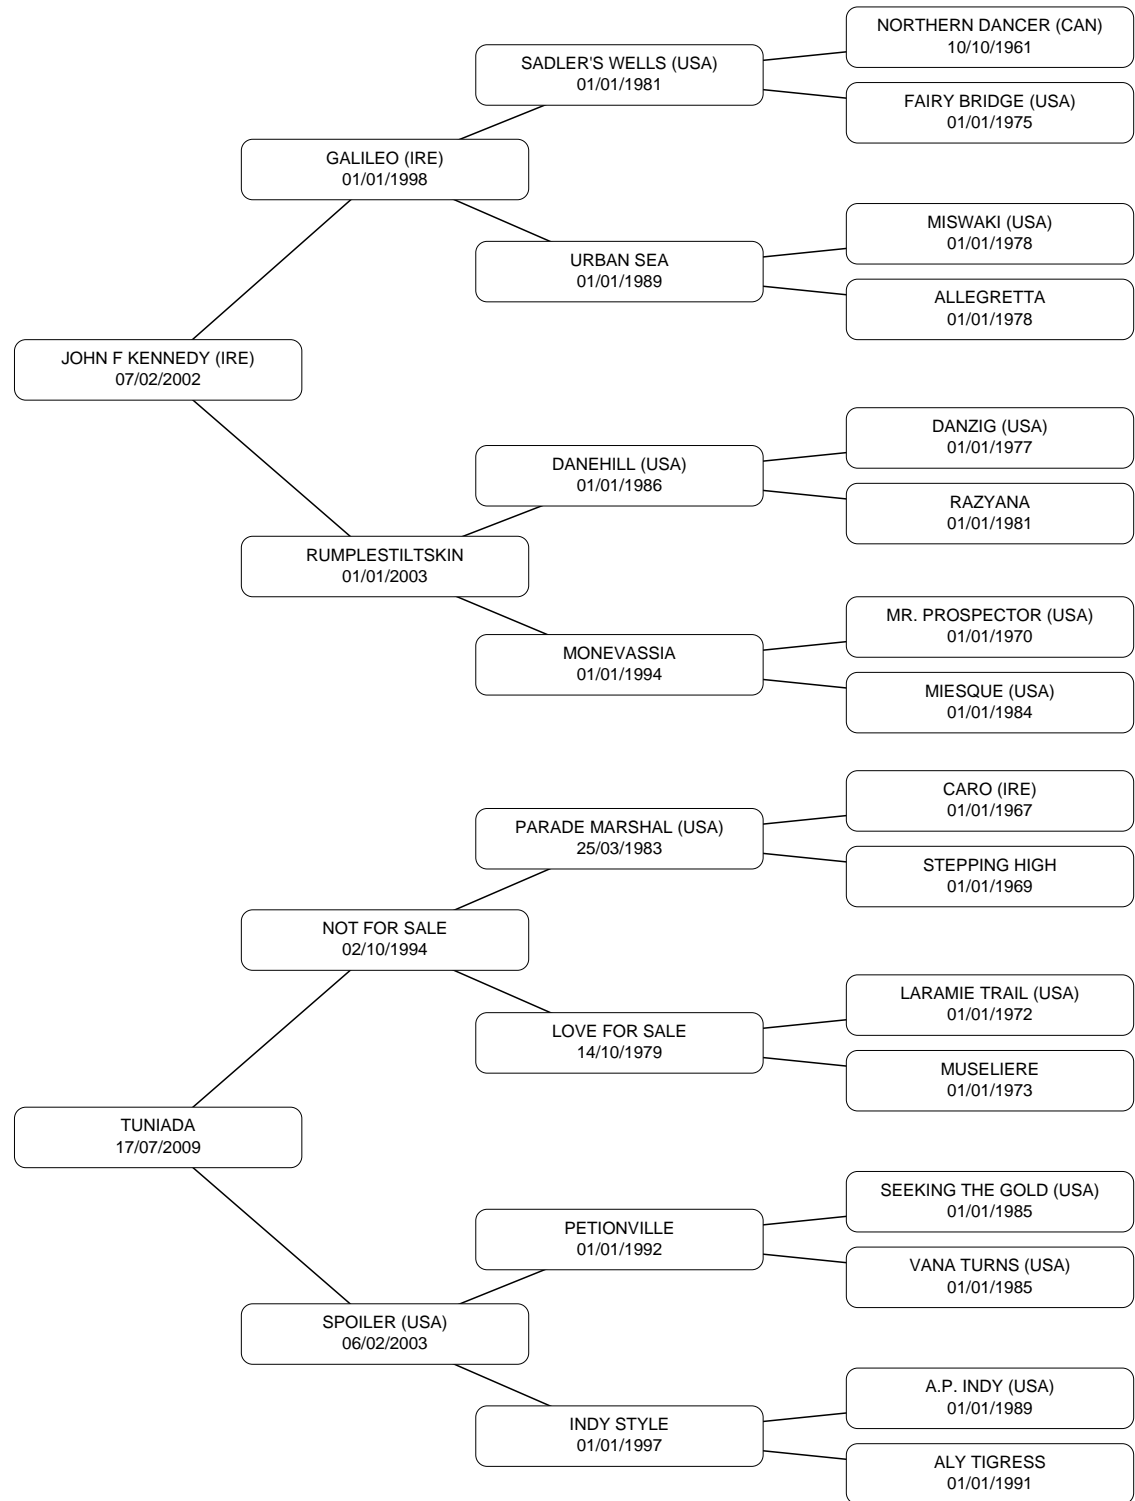 NORTHERN DANCER (CAN)
10/10/1961
SADLER'S WELLS (USA)
01/01/1981
FAIRY BRIDGE (USA)
01/01/1975
GALILEO (IRE)
01/01/1998
MISWAKI (USA)
01/01/1978
URBAN SEA
01/01/1989
ALLEGRETTA
01/01/1978
JOHN F KENNEDY (IRE)
07/02/2002
DANZIG (USA)
01/01/1977
DANEHILL (USA)
01/01/1986
RAZYANA
01/01/1981
RUMPLESTILTSKIN
01/01/2003
MR. PROSPECTOR (USA)
01/01/1970
MONEVASSIA
01/01/1994
MIESQUE (USA)
01/01/1984
CARO (IRE)
01/01/1967
PARADE MARSHAL (USA)
25/03/1983
STEPPING HIGH
01/01/1969
NOT FOR SALE
02/10/1994
LARAMIE TRAIL (USA)
01/01/1972
LOVE FOR SALE
14/10/1979
MUSELIERE
01/01/1973
TUNIADA
17/07/2009
SEEKING THE GOLD (USA)
01/01/1985
PETIONVILLE
01/01/1992
VANA TURNS (USA)
01/01/1985
SPOILER (USA)
06/02/2003
A.P. INDY (USA)
01/01/1989
INDY STYLE
01/01/1997
ALY TIGRESS
01/01/1991